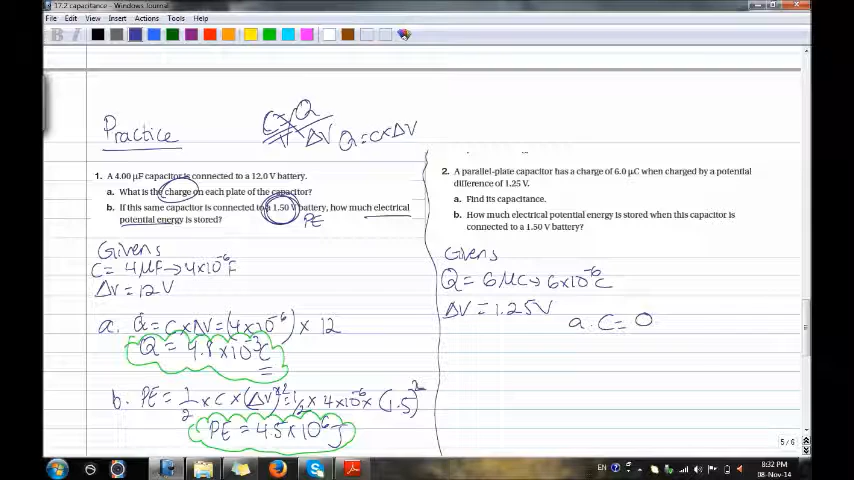 17.2 capacitance - Windows Journal
File Edit View Insert Actions Tools Help
B I
Practice
Q
C × ΔV
Q = C×ΔV
1. A 4.00 μF capacitor is connected to a 12.0 V battery.
a. What is the charge on each plate of the capacitor?
b. If this same capacitor is connected to a 1.50 V battery, how much electrical
potential energy is stored?
PE
Givens
C = 4μF → 4×10⁻⁶F
ΔV = 12V
a. Q = C×ΔV = (4×10⁻⁶) × 12
b. PE = 1/2 × C × (ΔV)² = 1/2 × 4×10⁻⁶ × (1.5)²
PE = 4.5×10⁻⁶ J
2. A parallel-plate capacitor has a charge of 6.0 μC when charged by a potential
difference of 1.25 V.
a. Find its capacitance.
b. How much electrical potential energy is stored when this capacitor is
connected to a 1.50 V battery?
Givens
Q = 6μC → 6×10⁻⁶C
ΔV = 1.25V
a. C =
5 / 6
EN
8:32 PM
08-Nov-14